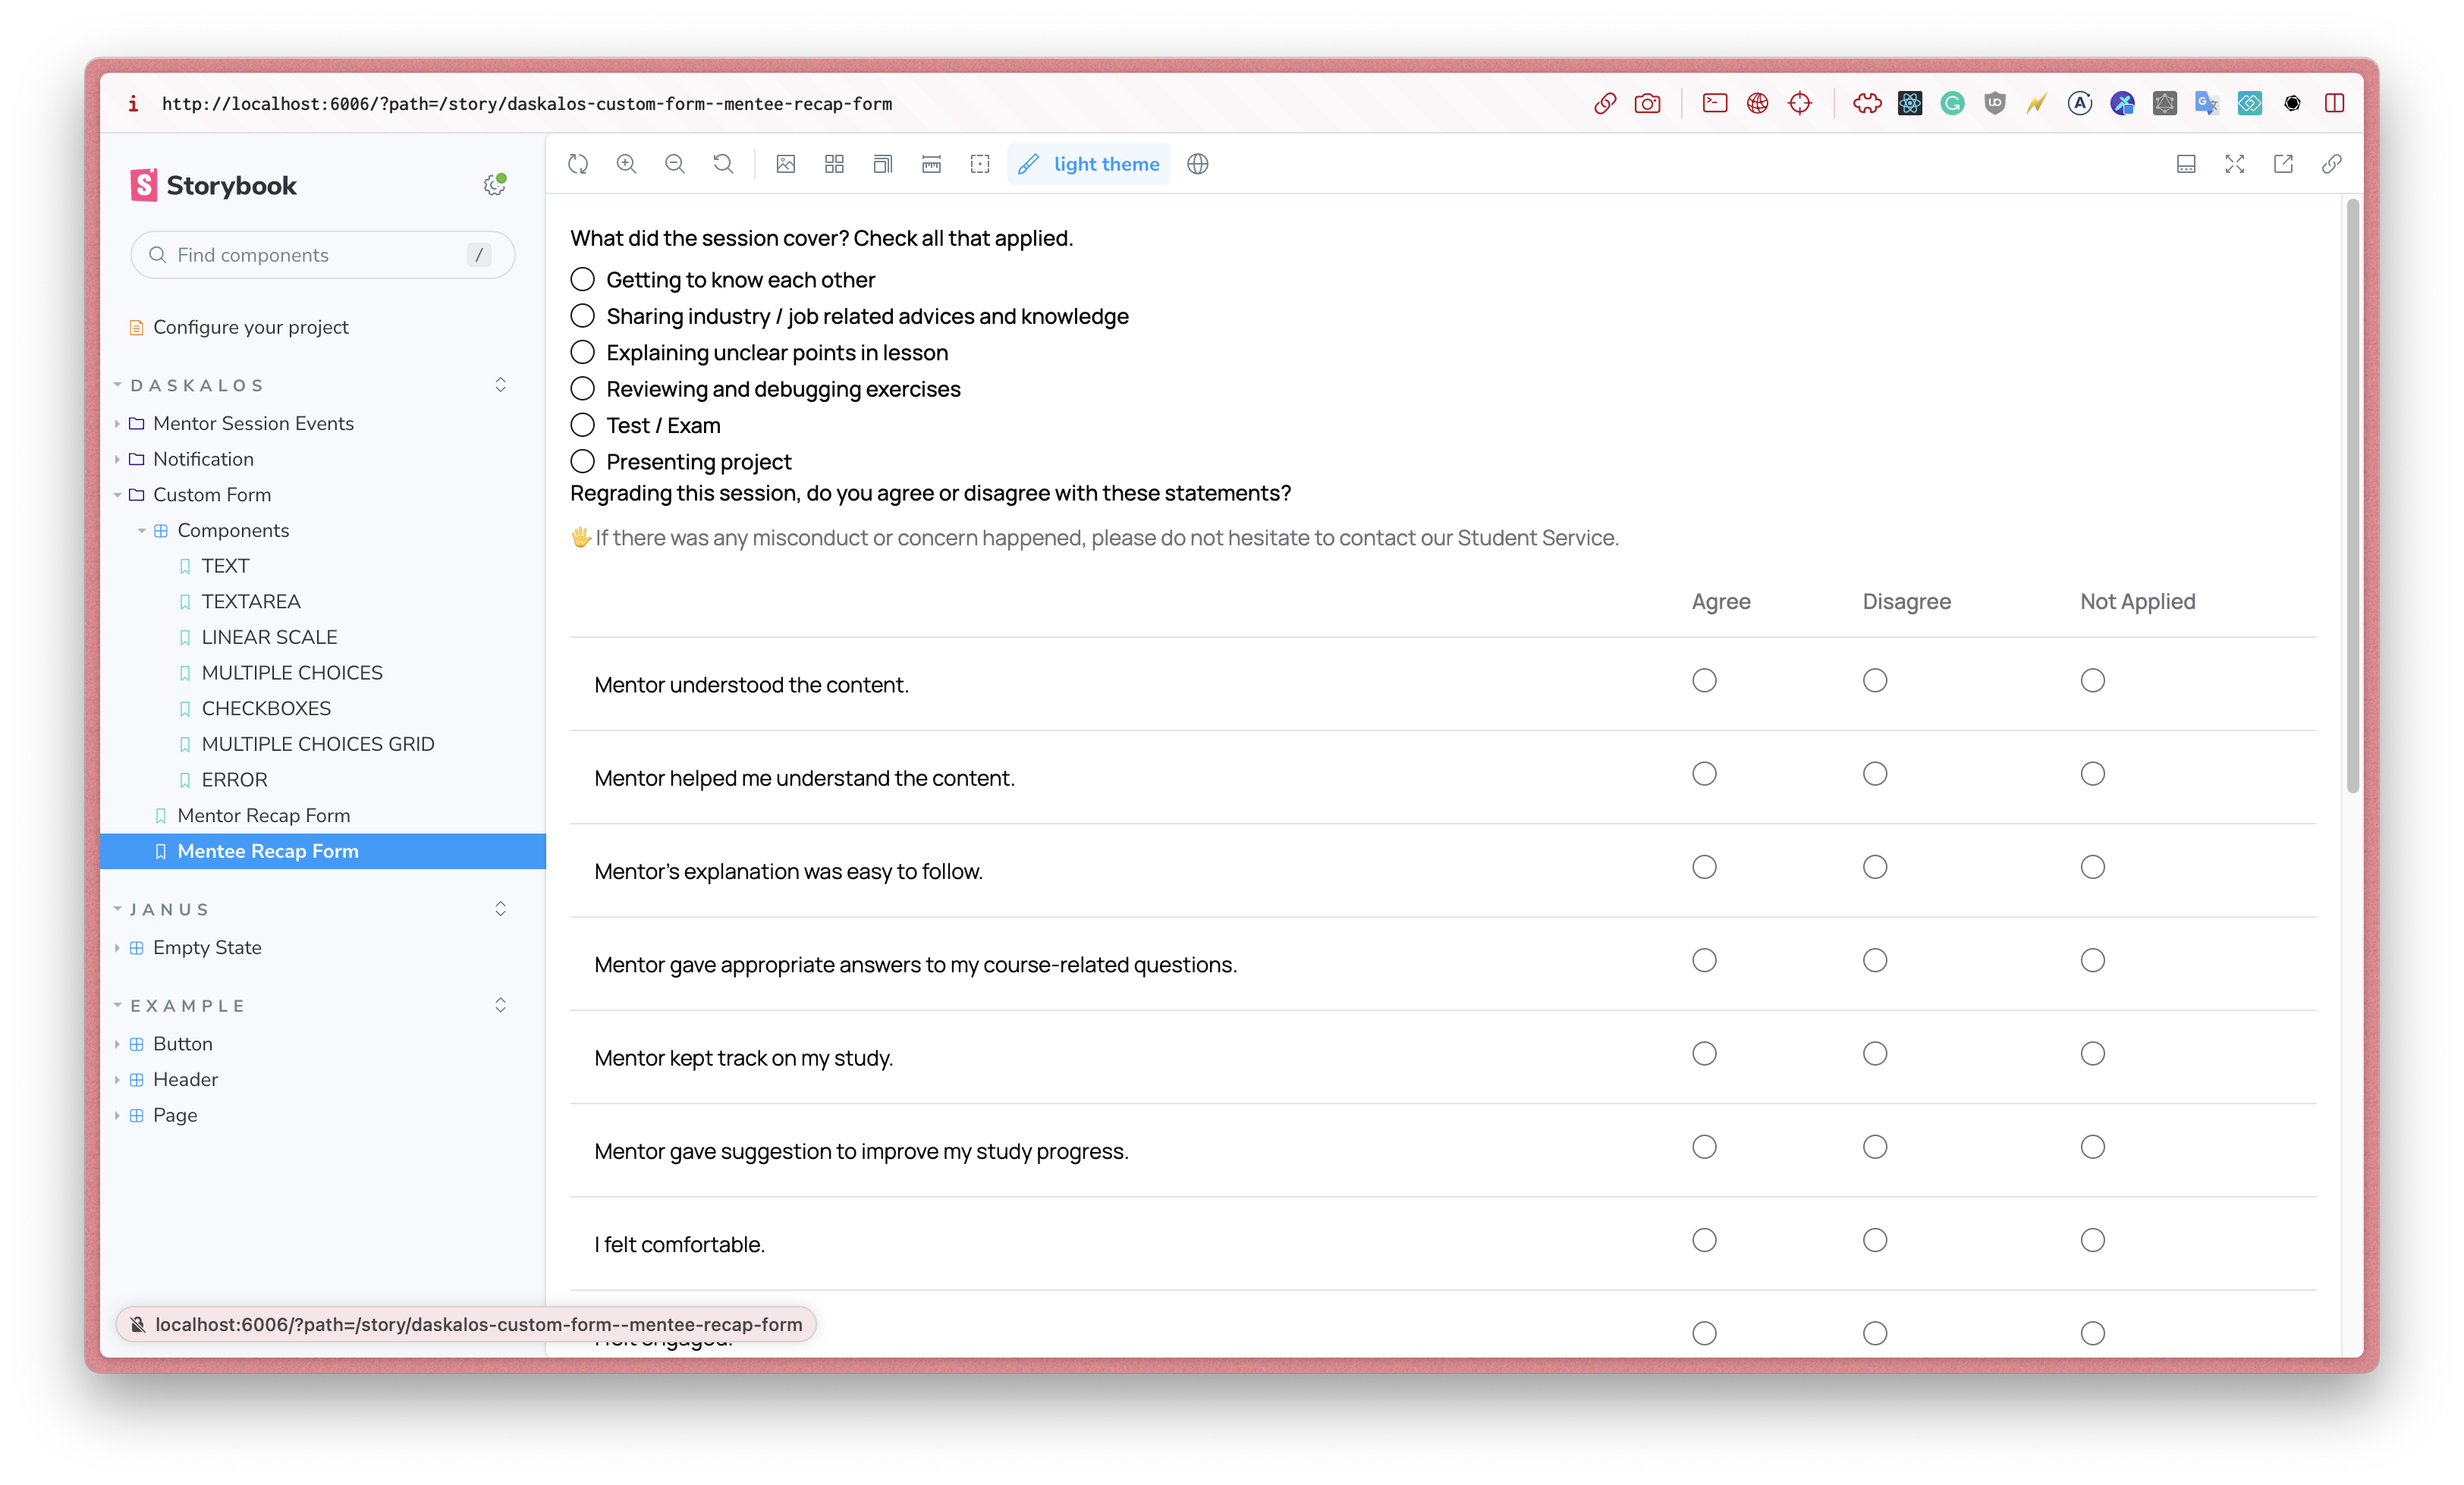 http://localhost:6006/?path=/story/daskalos-custom-form--mentee-recap-form
Storybook
Find components /
Configure your project
DASKALOS
Mentor Session Events
Notification
Custom Form
Components
TEXT
TEXTAREA
LINEAR SCALE
MULTIPLE CHOICES
CHECKBOXES
MULTIPLE CHOICES GRID
ERROR
Mentor Recap Form
Mentee Recap Form
JANUS
Empty State
EXAMPLE
Button
Header
Page
localhost:6006/?path=/story/daskalos-custom-form--mentee-recap-form
light theme
What did the session cover? Check all that applied.
Getting to know each other
Sharing industry / job related advices and knowledge
Explaining unclear points in lesson
Reviewing and debugging exercises
Test / Exam
Presenting project
Regrading this session, do you agree or disagree with these statements?
🖐 If there was any misconduct or concern happened, please do not hesitate to contact our Student Service.
Agree Disagree Not Applied
Mentor understood the content.
Mentor helped me understand the content.
Mentor's explanation was easy to follow.
Mentor gave appropriate answers to my course-related questions.
Mentor kept track on my study.
Mentor gave suggestion to improve my study progress.
I felt comfortable.